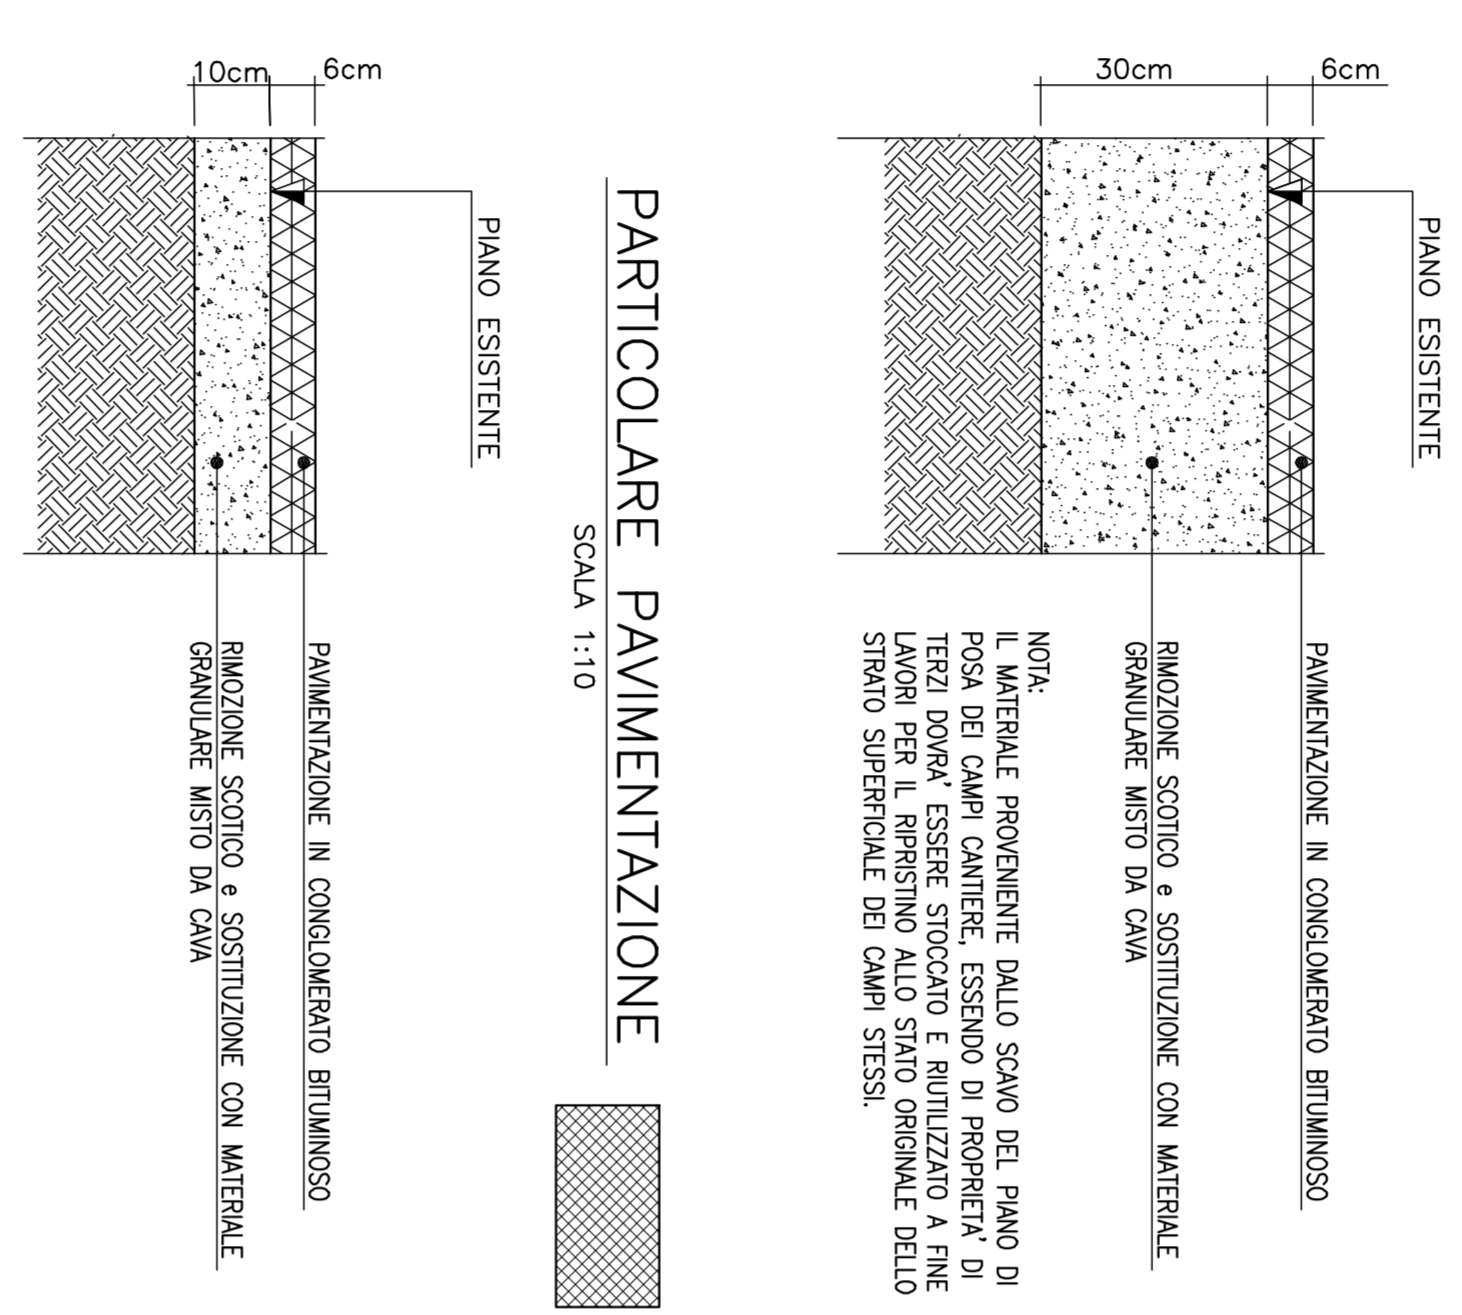 30cm
6cm
PIANO ESISTENTE
PAVIMENTAZIONE IN CONGLOMERATO BITUMINOSO
RIMOZIONE SCOTICO e SOSTITUZIONE CON MATERIALE
GRANULARE MISTO DA CAVA
NOTA:
IL MATERIALE PROVENIENTE DALLO SCAVO DEL PIANO DI
POSA DEI CAMPI CANTIERE, ESSENDO DI PROPRIETA' DI
TERZI DOVRA' ESSERE STOCCATO E RIUTILIZZATO A FINE
LAVORI PER IL RIPRISTINO ALLO STATO ORIGINALE DELLO
STRATO SUPERFICIALE DEI CAMPI STESSI.
PARTICOLARE PAVIMENTAZIONE
SCALA 1:10
10cm
6cm
PIANO ESISTENTE
PAVIMENTAZIONE IN CONGLOMERATO BITUMINOSO
RIMOZIONE SCOTICO e SOSTITUZIONE CON MATERIALE
GRANULARE MISTO DA CAVA